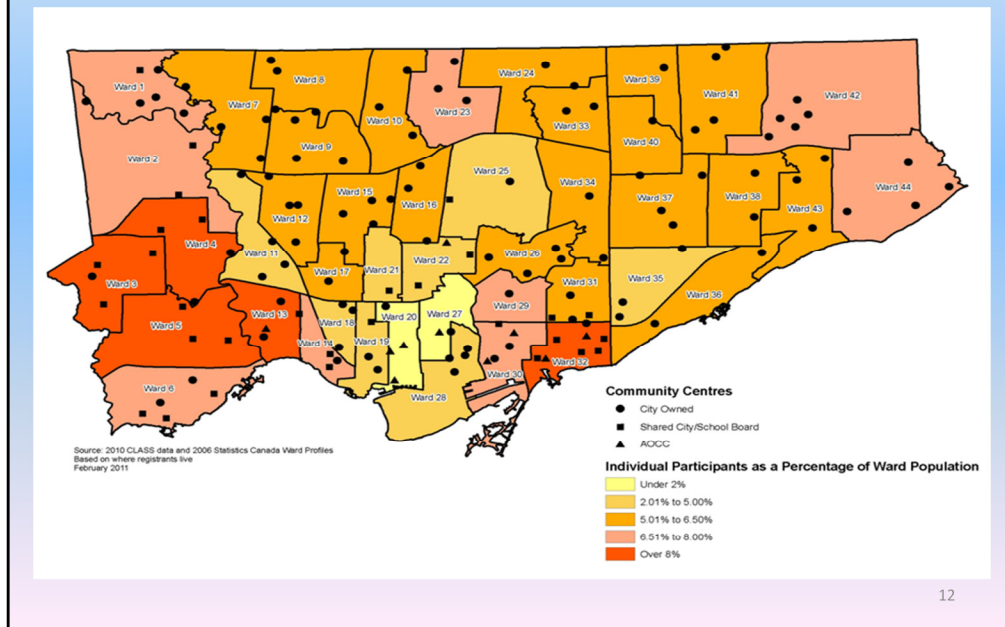 Ward 1
Ward 8
Ward 24
Ward 39
Ward 7
Ward 41
Ward 42
Ward 23
Ward 10
Ward 33
Ward 40
Ward 9
Ward 2
Ward 25
Ward 34
Ward 44
Ward 15
Ward 37
Ward 38
Ward 16
Ward 43
Ward 12
Ward 4
Ward 11
Ward 22
Ward 26
Ward 21
Ward 17
Ward 3
Ward 35
Ward 31
Ward 36
Ward 29
Ward 13
Ward 20
Ward 27
Ward 18
Ward 5
Ward 19
Ward 14
Ward 32
Ward 30
Ward 6
Ward 28
Source: 2010 CLASS data and 2006 Statistics Canada Ward Profiles
Based on where registrants live
February 2011
Community Centres
City Owned
Shared City/School Board
AOCC
Individual Participants as a Percentage of Ward Population
Under 2%
2.01% to 5.00%
5.01% to 6.50%
6.51% to 8.00%
Over 8%
12